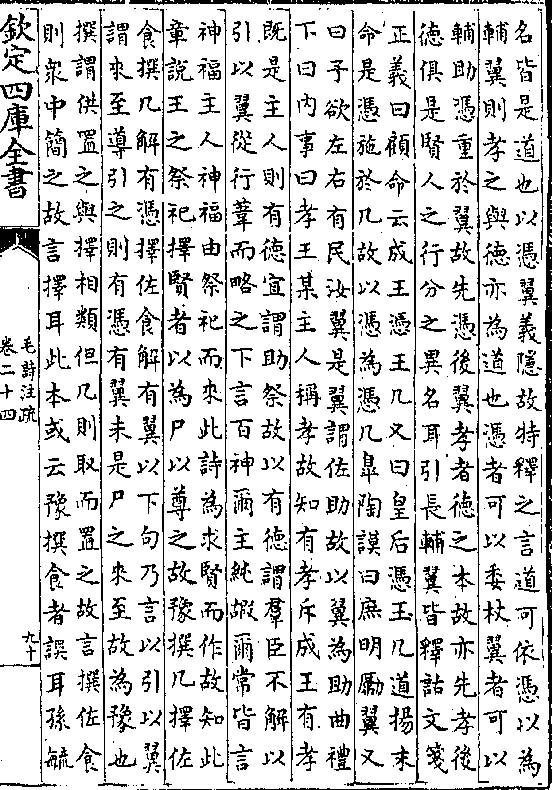 名皆是道也以憑翼義隱故特釋之言道可依憑以為
輔翼則孝之與德亦為道也憑者可以委杖翼者可以
輔助憑重於翼故先憑後翼孝者德之本故亦先孝後
德俱是賢人之行分之異名耳引長輔翼皆釋詁文箋
正義曰顧命云成王憑玉几又曰皇后憑玉几道揚末
命是憑施於几故以憑為憑几臯陶謨曰庶明勵翼又
曰予欲左右有民汝翼是翼謂佐助故以翼為助曲禮
下曰内事曰孝王某主人稱孝故知有孝斥成王有孝
既是主人則有德宜謂助祭故以有德謂羣臣不解以
引以翼從行葦而略之下言百神爾主純嘏爾常皆言
神福主人神福由祭祀而來此詩為求賢而作故知此
章説王之祭祀擇賢者以為尸以尊之故豫撰几擇佐
食撰几解有憑擇佐食解有翼以下句乃言以引以翼
謂來至導引之則有憑有翼未是尸之來至故為豫也
撰謂供置之與擇相類但几則取而置之故言撰佐食
則衆中簡之故言擇耳此本或云豫撰食者誤耳孫毓
欽定四庫全書
毛詩注疏
卷二十四
九十